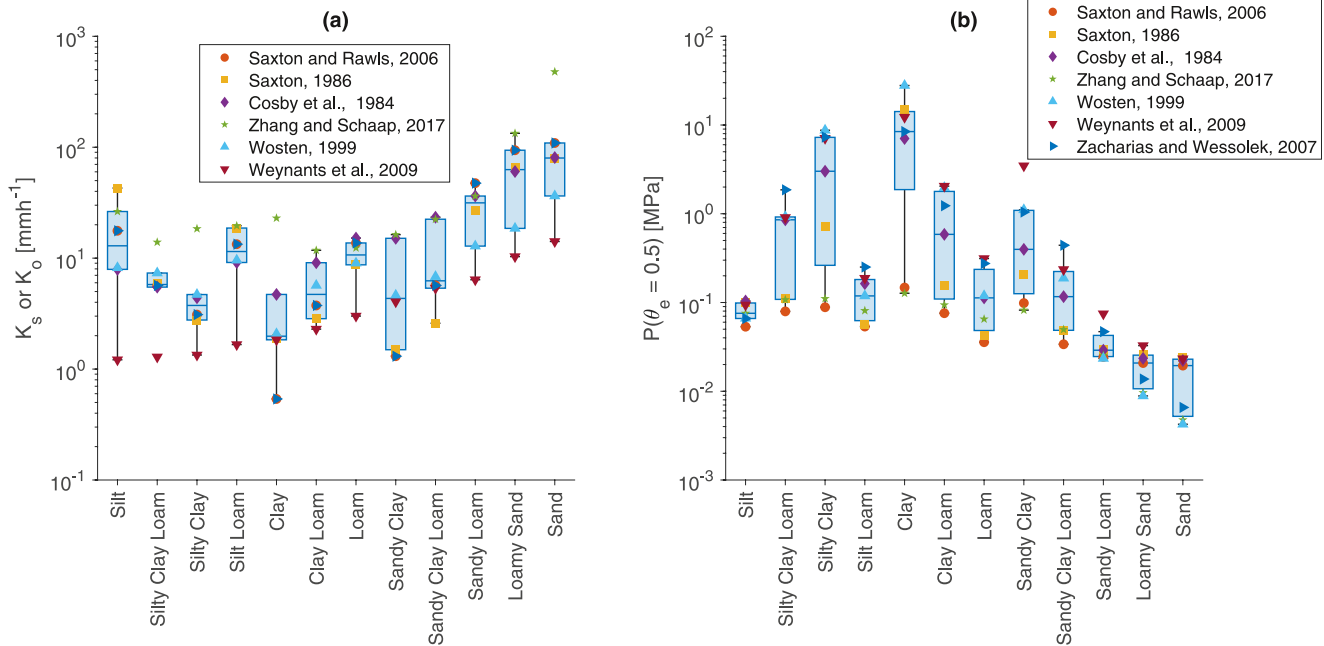 (a)
K_s or K_o [mmh^-1]
10^3
10^2
10^1
10^0
10^-1
Saxton and Rawls, 2006
Saxton, 1986
Cosby et al., 1984
Zhang and Schaap, 2017
Wosten, 1999
Weynants et al., 2009
Silt
Silty Clay Loam
Silty Clay
Silt Loam
Clay
Clay Loam
Loam
Sandy Clay
Sandy Clay Loam
Sandy Loam
Loamy Sand
Sand
(b)
P(θ_e = 0.5) [MPa]
10^2
10^1
10^0
10^-1
10^-2
10^-3
Saxton and Rawls, 2006
Saxton, 1986
Cosby et al., 1984
Zhang and Schaap, 2017
Wosten, 1999
Weynants et al., 2009
Zacharias and Wessolek, 2007
Silt
Silty Clay Loam
Silty Clay
Silt Loam
Clay
Clay Loam
Loam
Sandy Clay
Sandy Clay Loam
Sandy Loam
Loamy Sand
Sand